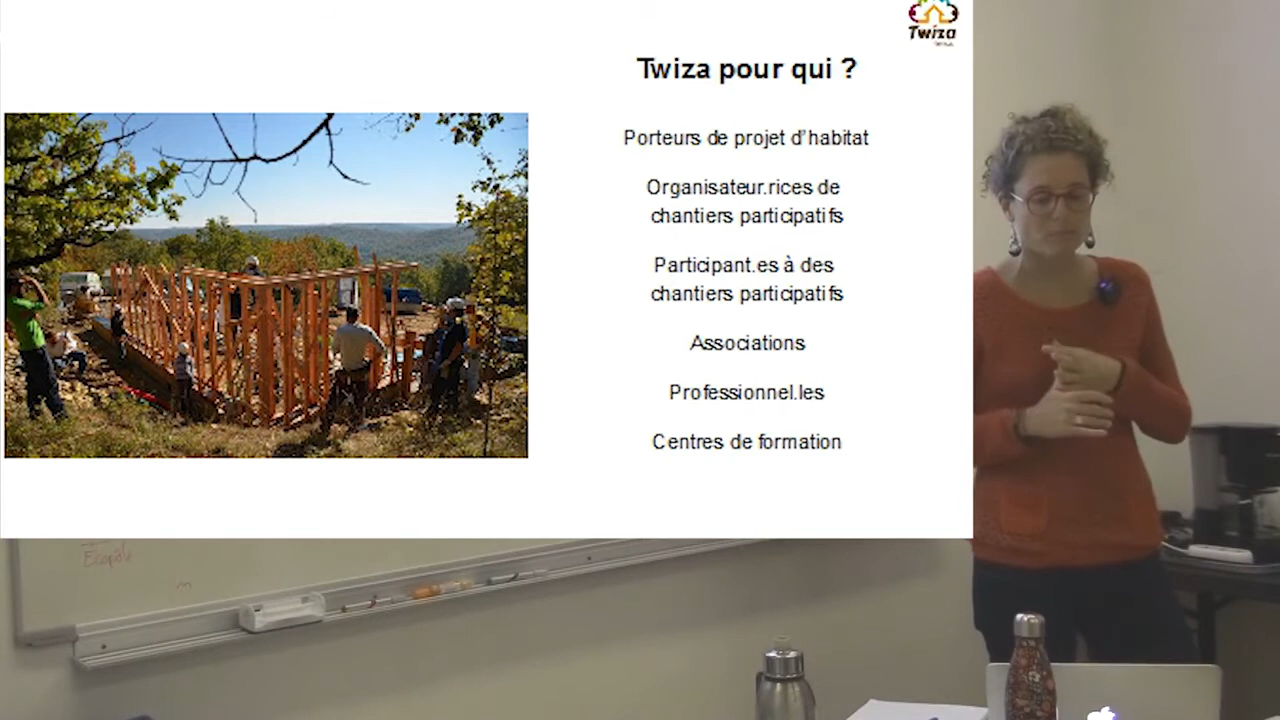 Twiza
Twiza pour qui ?
Porteurs de projet d'habitat
Organisateur.rices de
chantiers participatifs
Participant.es à des
chantiers participatifs
Associations
Professionnel.les
Centres de formation
Ecopole